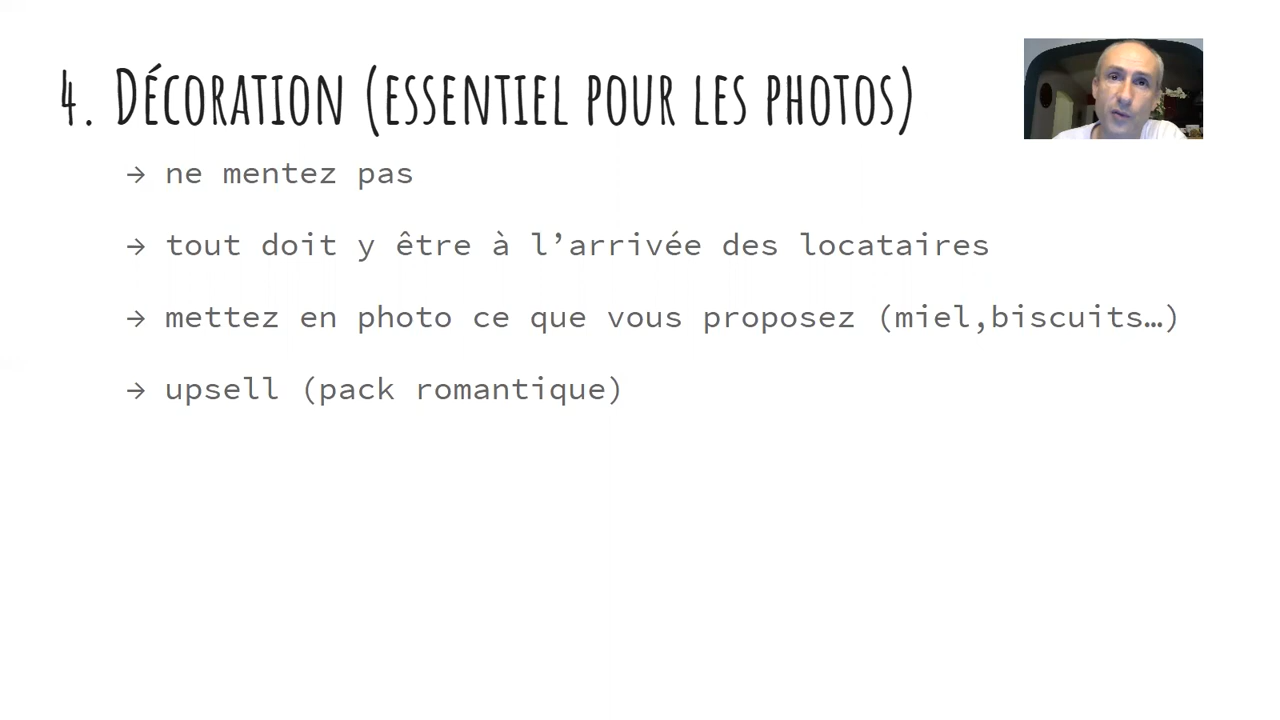 4. Décoration (essentiel pour les photos)
→ ne mentez pas
→ tout doit y être à l’arrivée des locataires
→ mettez en photo ce que vous proposez (miel,biscuits…)
→ upsell (pack romantique)